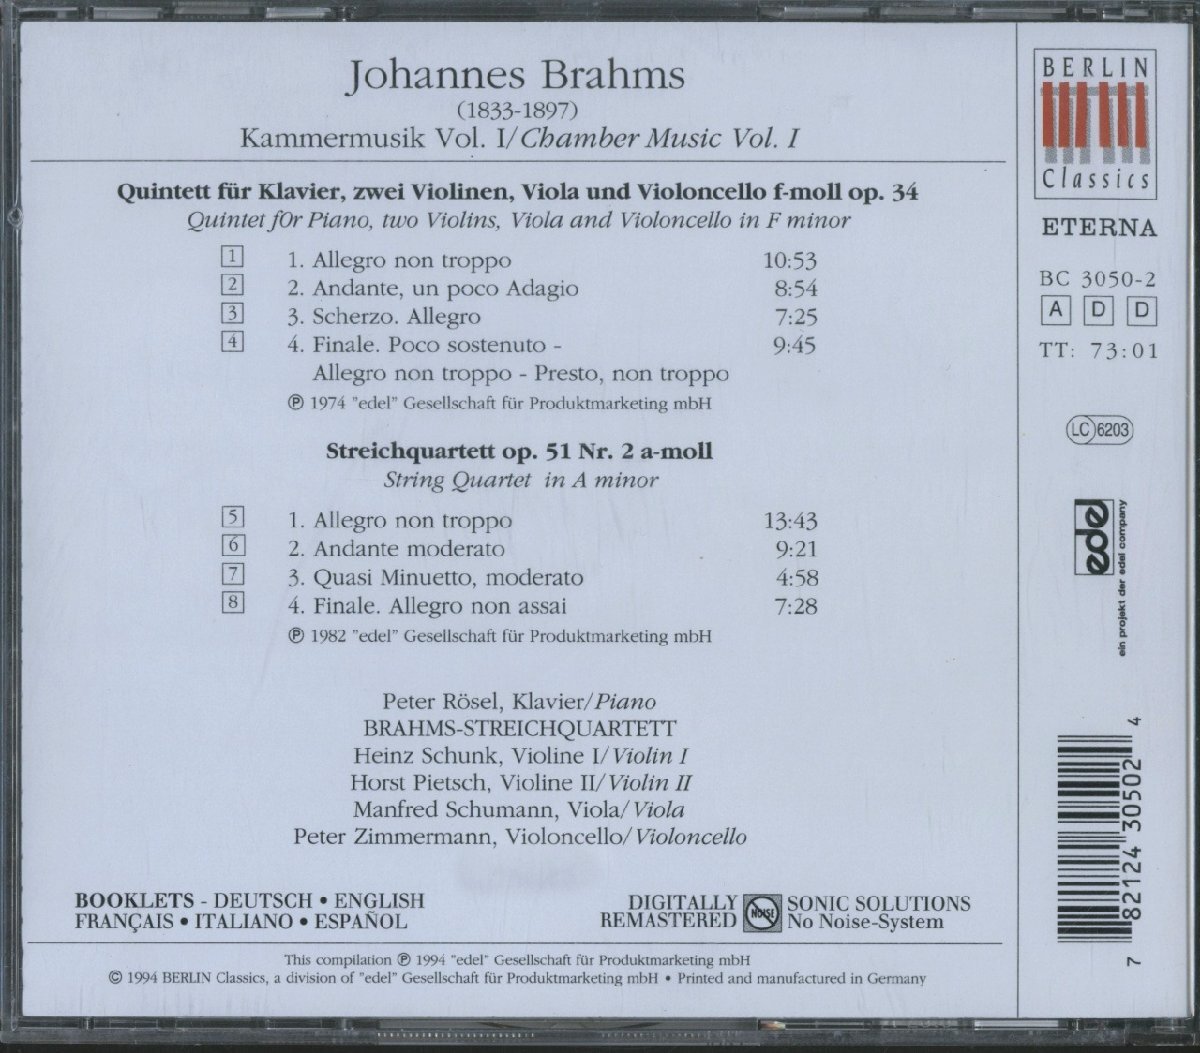 Johannes Brahms
(1833-1897)
Kammermusik Vol. I/Chamber Music Vol. I
Quintett für Klavier, zwei Violinen, Viola und Violoncello f-moll op. 34
Quintet fOr Piano, two Violins, Viola and Violoncello in F minor
1 1. Allegro non troppo 10:53
2 2. Andante, un poco Adagio 8:54
3 3. Scherzo. Allegro 7:25
4 4. Finale. Poco sostenuto - 9:45
Allegro non troppo - Presto, non troppo
℗ 1974 "edel" Gesellschaft für Produktmarketing mbH
Streichquartett op. 51 Nr. 2 a-moll
String Quartet in A minor
5 1. Allegro non troppo 13:43
6 2. Andante moderato 9:21
7 3. Quasi Minuetto, moderato 4:58
8 4. Finale. Allegro non assai 7:28
℗ 1982 "edel" Gesellschaft für Produktmarketing mbH
Peter Rösel, Klavier/Piano
BRAHMS-STREICHQUARTETT
Heinz Schunk, Violine I/Violin I
Horst Pietsch, Violine II/Violin II
Manfred Schumann, Viola/Viola
Peter Zimmermann, Violoncello/Violoncello
BOOKLETS - DEUTSCH • ENGLISH
FRANÇAIS • ITALIANO • ESPAÑOL
DIGITALLY
REMASTERED
NOISE
SONIC SOLUTIONS
No Noise-System
This compilation ℗ 1994 "edel" Gesellschaft für Produktmarketing mbH
© 1994 BERLIN Classics, a division of "edel" Gesellschaft für Produktmarketing mbH • Printed and manufactured in Germany
BERLIN
Classics
ETERNA
BC 3050-2
A D D
TT: 73:01
LC 6203
edel
ein projekt der edel company
7 82124 30502 4